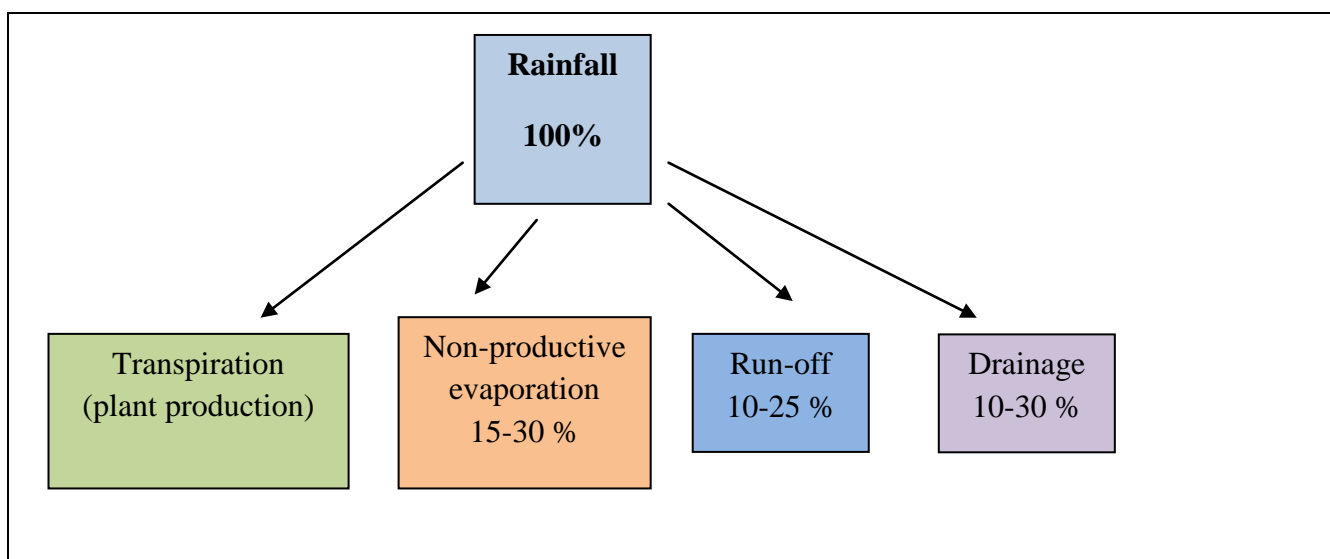 Rainfall
100%
Transpiration
(plant production)
Non-productive
evaporation
15-30 %
Run-off
10-25 %
Drainage
10-30 %